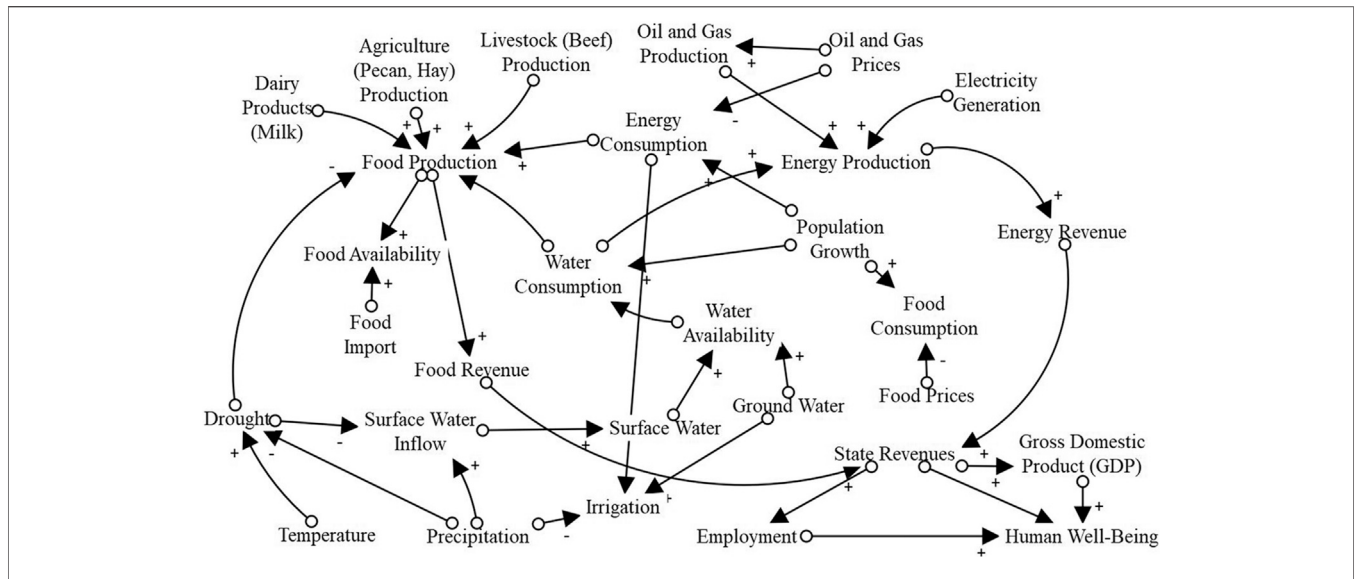 Dairy
Products
(Milk)
Agriculture
(Pecan, Hay)
Production
Livestock (Beef)
Production
Oil and Gas
Production
Oil and Gas
Prices
Electricity
Generation
+
+
+
+
-
+
+
Energy
Consumption
Food Production
Energy Production
-
+
+
+
+
Food Availability
+
Water
Consumption
+
Population
Growth
+
Energy Revenue
+
Food
Import
+
Water
Availability
Food
Consumption
+
+
-
Food Revenue
+
Ground Water
Food Prices
Drought
-
Surface Water
Inflow
+
Surface Water
State Revenues
+
+
Gross Domestic
Product (GDP)
+
-
+
+
+
+
Temperature
Precipitation
-
Irrigation
Employment
+
Human Well-Being